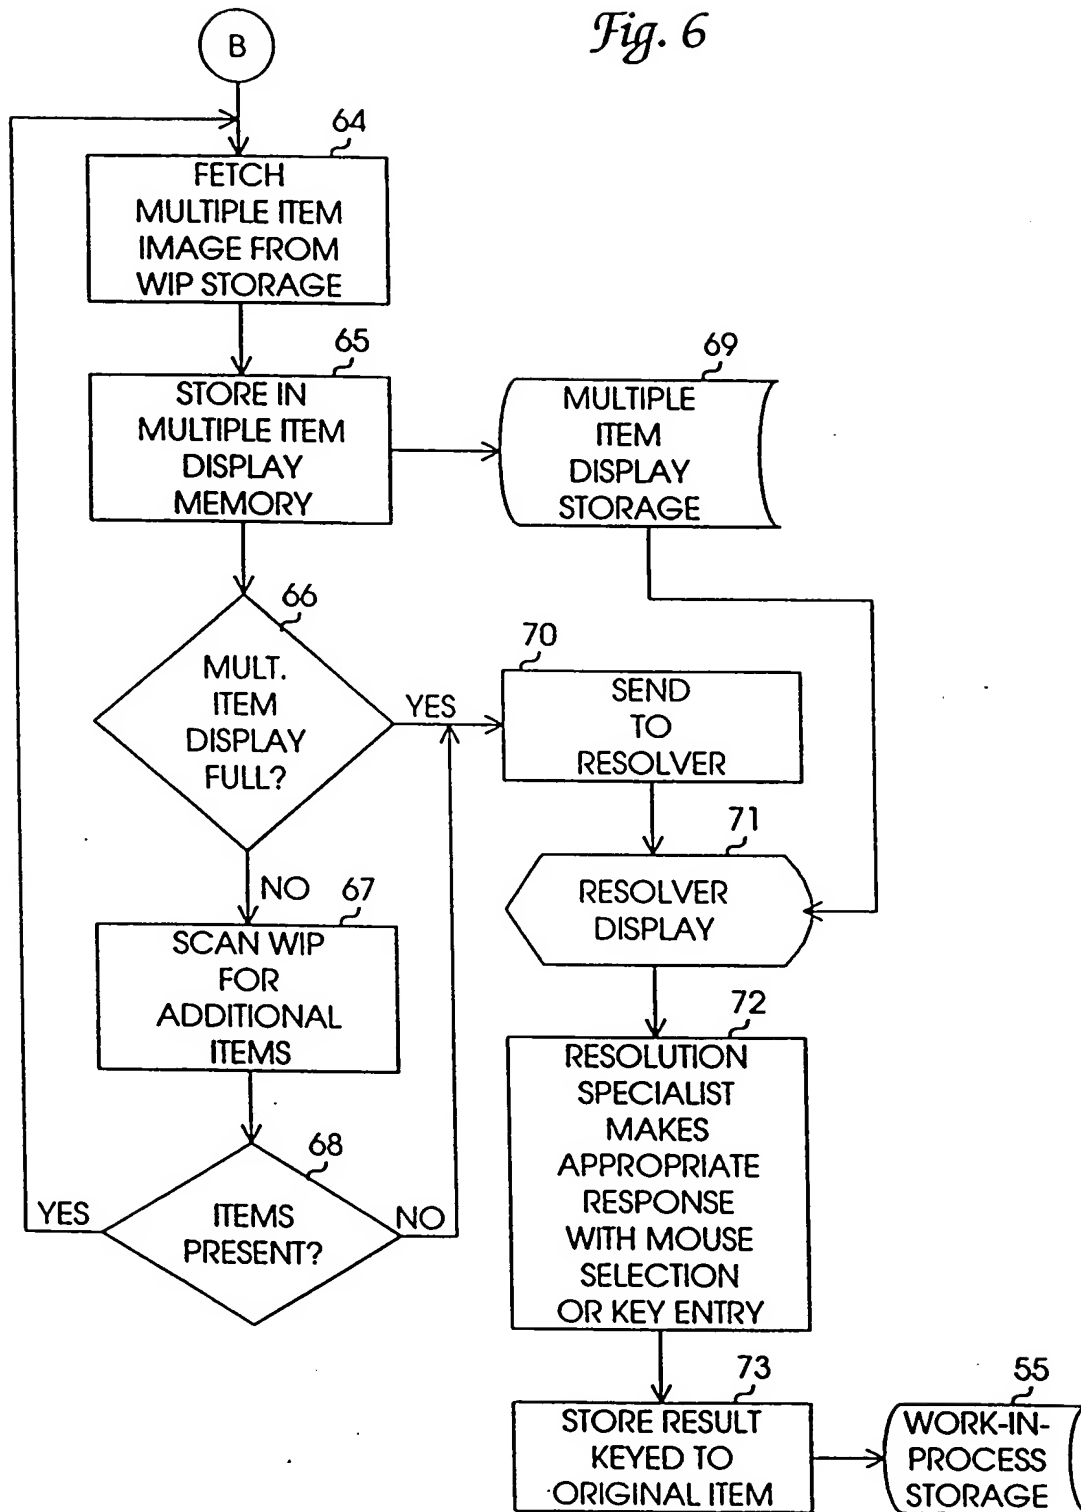 Fig. 6
B
64
FETCH
MULTIPLE ITEM
IMAGE FROM
WIP STORAGE
65
STORE IN
MULTIPLE ITEM
DISPLAY
MEMORY
69
MULTIPLE
ITEM
DISPLAY
STORAGE
66
MULT.
ITEM
DISPLAY
FULL?
YES
NO
70
SEND
TO
RESOLVER
71
RESOLVER
DISPLAY
67
SCAN WIP
FOR
ADDITIONAL
ITEMS
68
ITEMS
PRESENT?
YES
NO
72
RESOLUTION
SPECIALIST
MAKES
APPROPRIATE
RESPONSE
WITH MOUSE
SELECTION
OR KEY ENTRY
73
STORE RESULT
KEYED TO
ORIGINAL ITEM
55
WORK-IN-
PROCESS
STORAGE